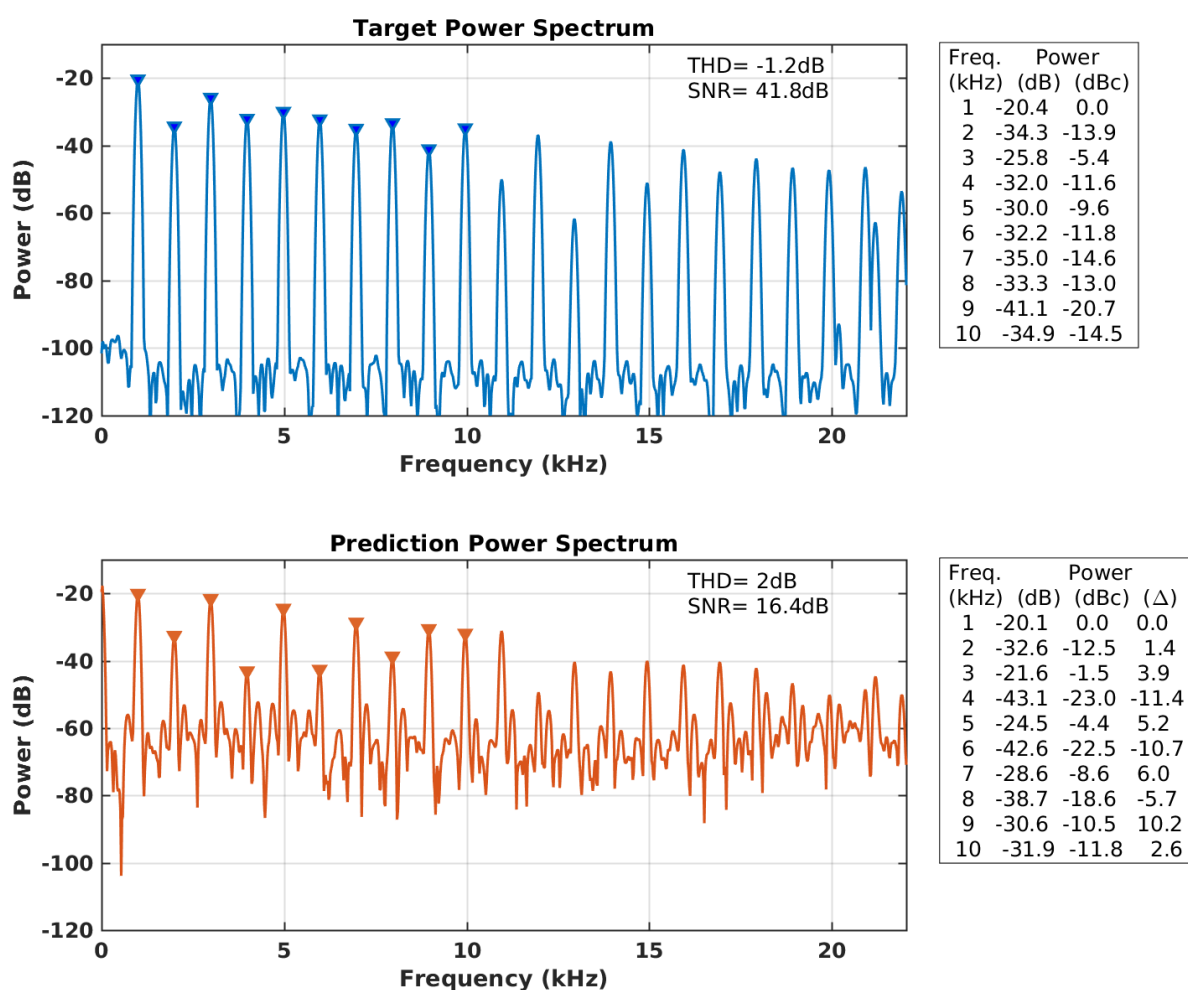 Target Power Spectrum
THD= -1.2dB
SNR= 41.8dB
Power (dB)
-20
-40
-60
-80
-100
-120
0 5 10 15 20
Frequency (kHz)
Freq. Power
(kHz) (dB) (dBc)
1 -20.4 0.0
2 -34.3 -13.9
3 -25.8 -5.4
4 -32.0 -11.6
5 -30.0 -9.6
6 -32.2 -11.8
7 -35.0 -14.6
8 -33.3 -13.0
9 -41.1 -20.7
10 -34.9 -14.5
Prediction Power Spectrum
THD= 2dB
SNR= 16.4dB
Power (dB)
-20
-40
-60
-80
-100
-120
0 5 10 15 20
Frequency (kHz)
Freq. Power
(kHz) (dB) (dBc) (Δ)
1 -20.1 0.0 0.0
2 -32.6 -12.5 1.4
3 -21.6 -1.5 3.9
4 -43.1 -23.0 -11.4
5 -24.5 -4.4 5.2
6 -42.6 -22.5 -10.7
7 -28.6 -8.6 6.0
8 -38.7 -18.6 -5.7
9 -30.6 -10.5 10.2
10 -31.9 -11.8 2.6